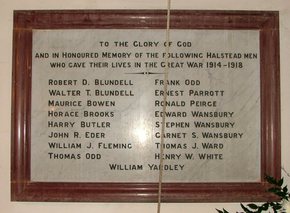 TO THE GLORY OF GOD
AND IN HONOURED MEMORY OF THE FOLLOWING HALSTEAD MEN
WHO GAVE THEIR LIVES IN THE GREAT WAR 1914-1918
ROBERT D. BLUNDELL FRANK ODD
WALTER T. BLUNDELL ERNEST PARROTT
MAURICE BOWEN RONALD PEIRCE
HORACE BROOKS EDWARD WANSBURY
HARRY BUTLER STEPHEN WANSBURY
JOHN R. EDER GARNET S. WANSBURY
WILLIAM J. FLEMING THOMAS J. WARD
THOMAS ODD HENRY W. WHITE
WILLIAM YARDLEY